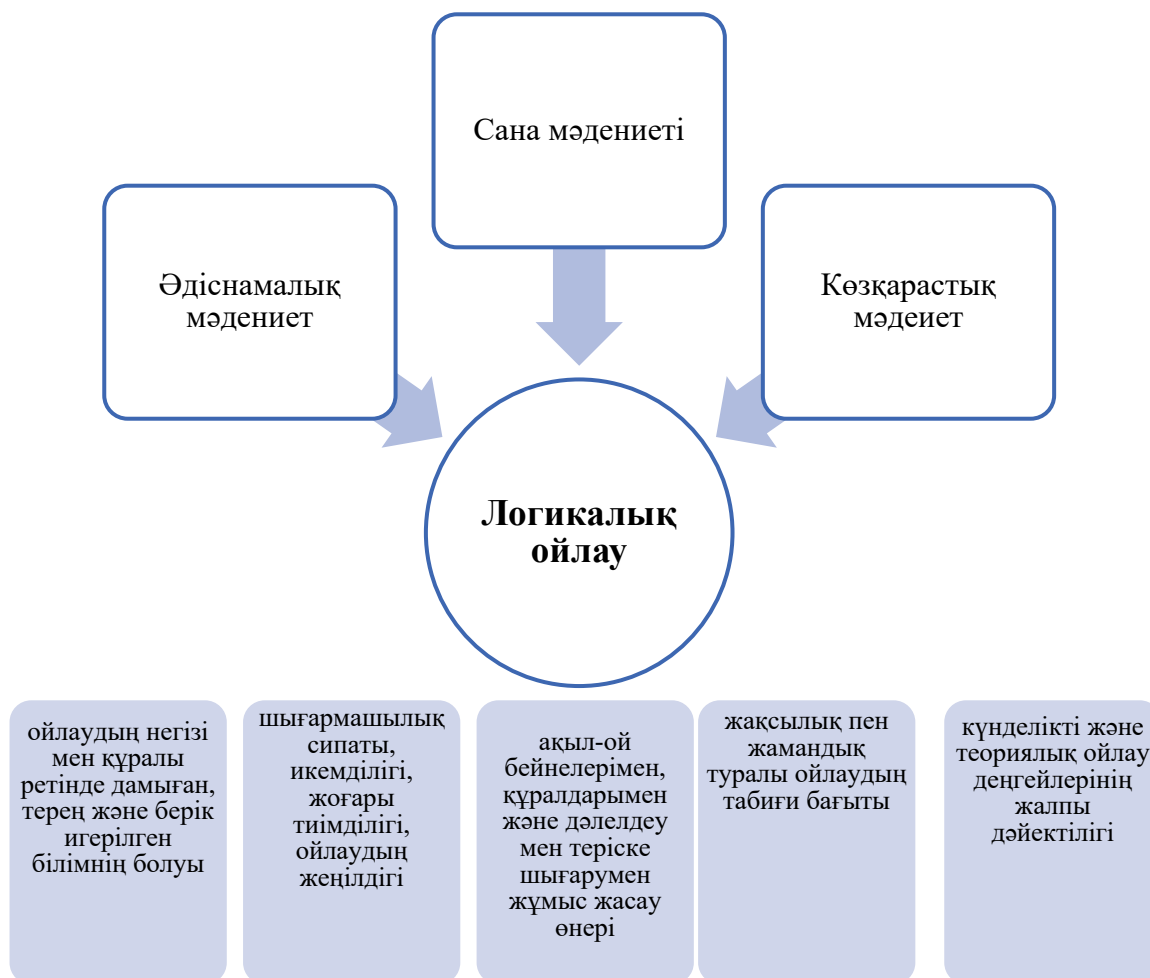 Сана мәдениеті
Әдіснамалық
мәдениет
Көзқарастық
мәдеиет
Логикалық
ойлау
ойлаудың негізі
мен құралы
ретінде дамыған,
терең және берік
игерілген
білімнің болуы
шығармашылық
сипаты,
икемділігі,
жоғары
тиімділігі,
ойлаудың
жеңілдігі
ақыл-ой
бейнелерімен,
құралдарымен
және дәлелдеу
мен теріске
шығарумен
жұмыс жасау
өнері
жақсылық пен
жамандық
туралы ойлаудың
табиғи бағыты
күнделікті және
теориялық ойлау
деңгейлерінің
жалпы
дәйектілігі